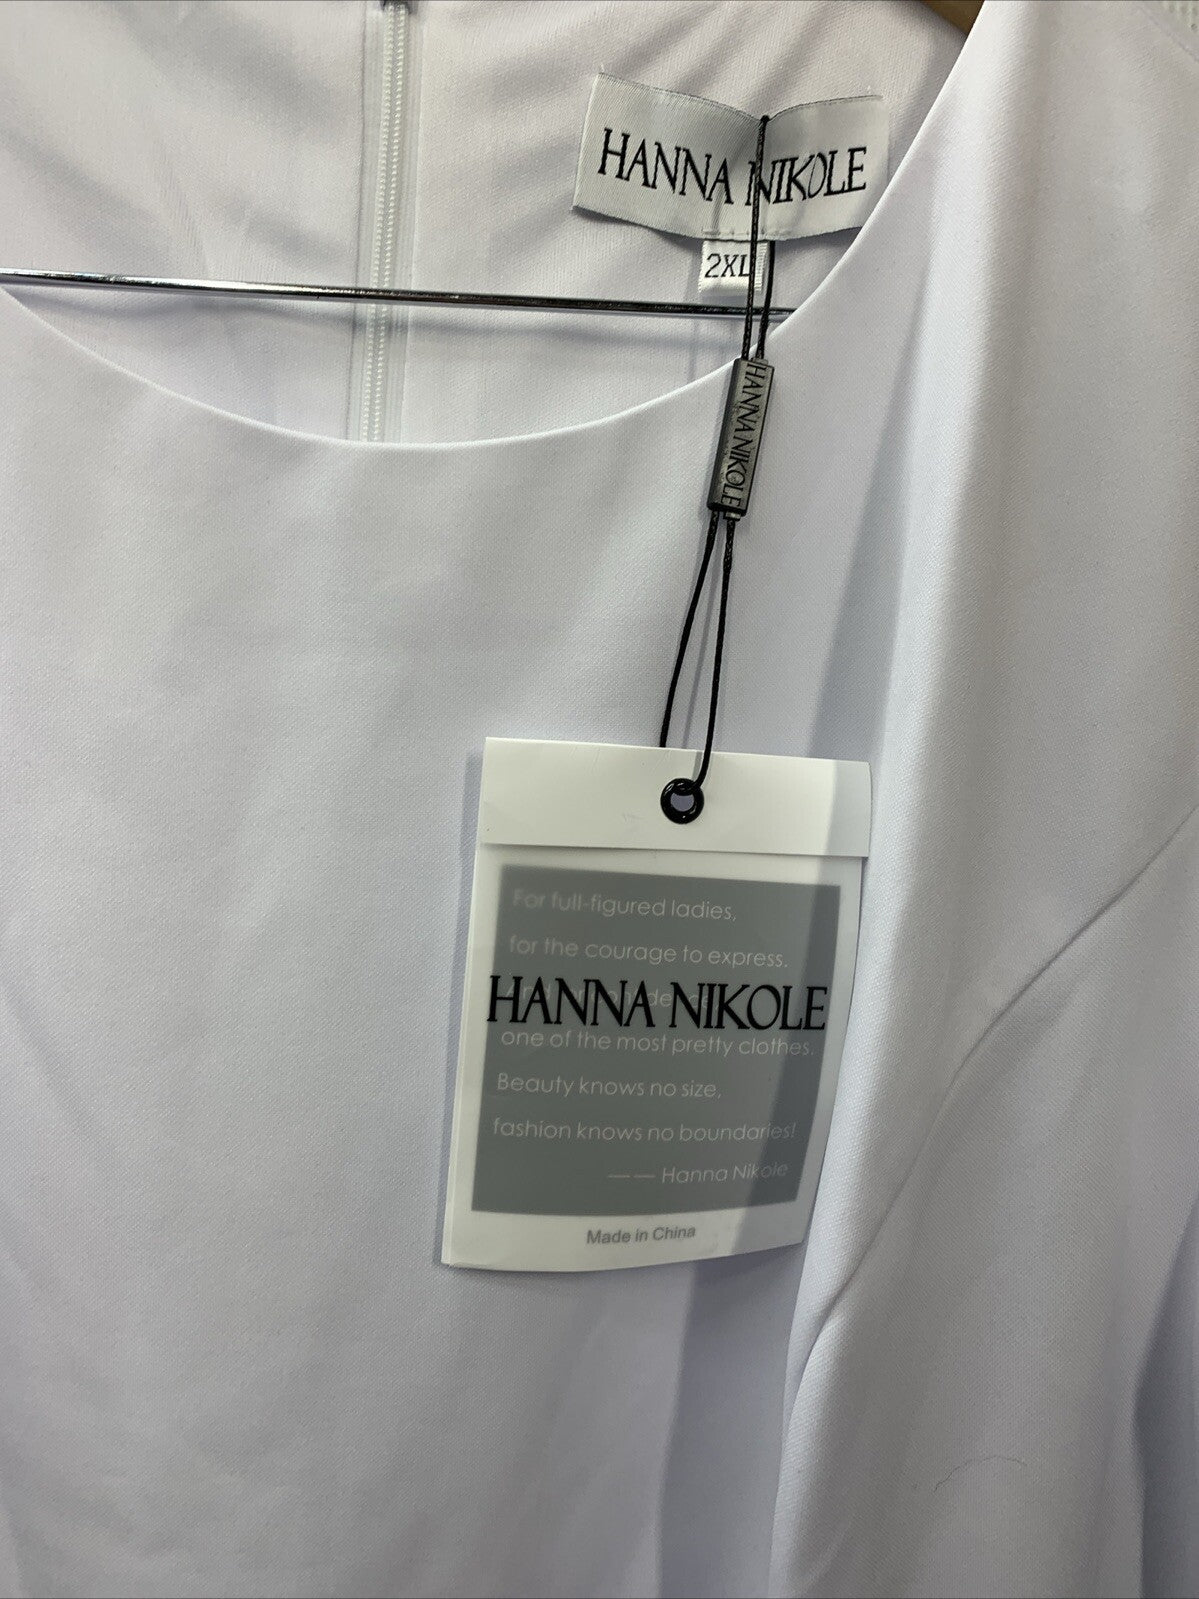 HANNA NIKOLE
2XL
HANNA NIKOLE
For full-figured ladies,
for the courage to express.
HANNA NIKOLE
one of the most pretty clothes.
Beauty knows no size,
fashion knows no boundaries!
—— Hanna Nikole
Made in China